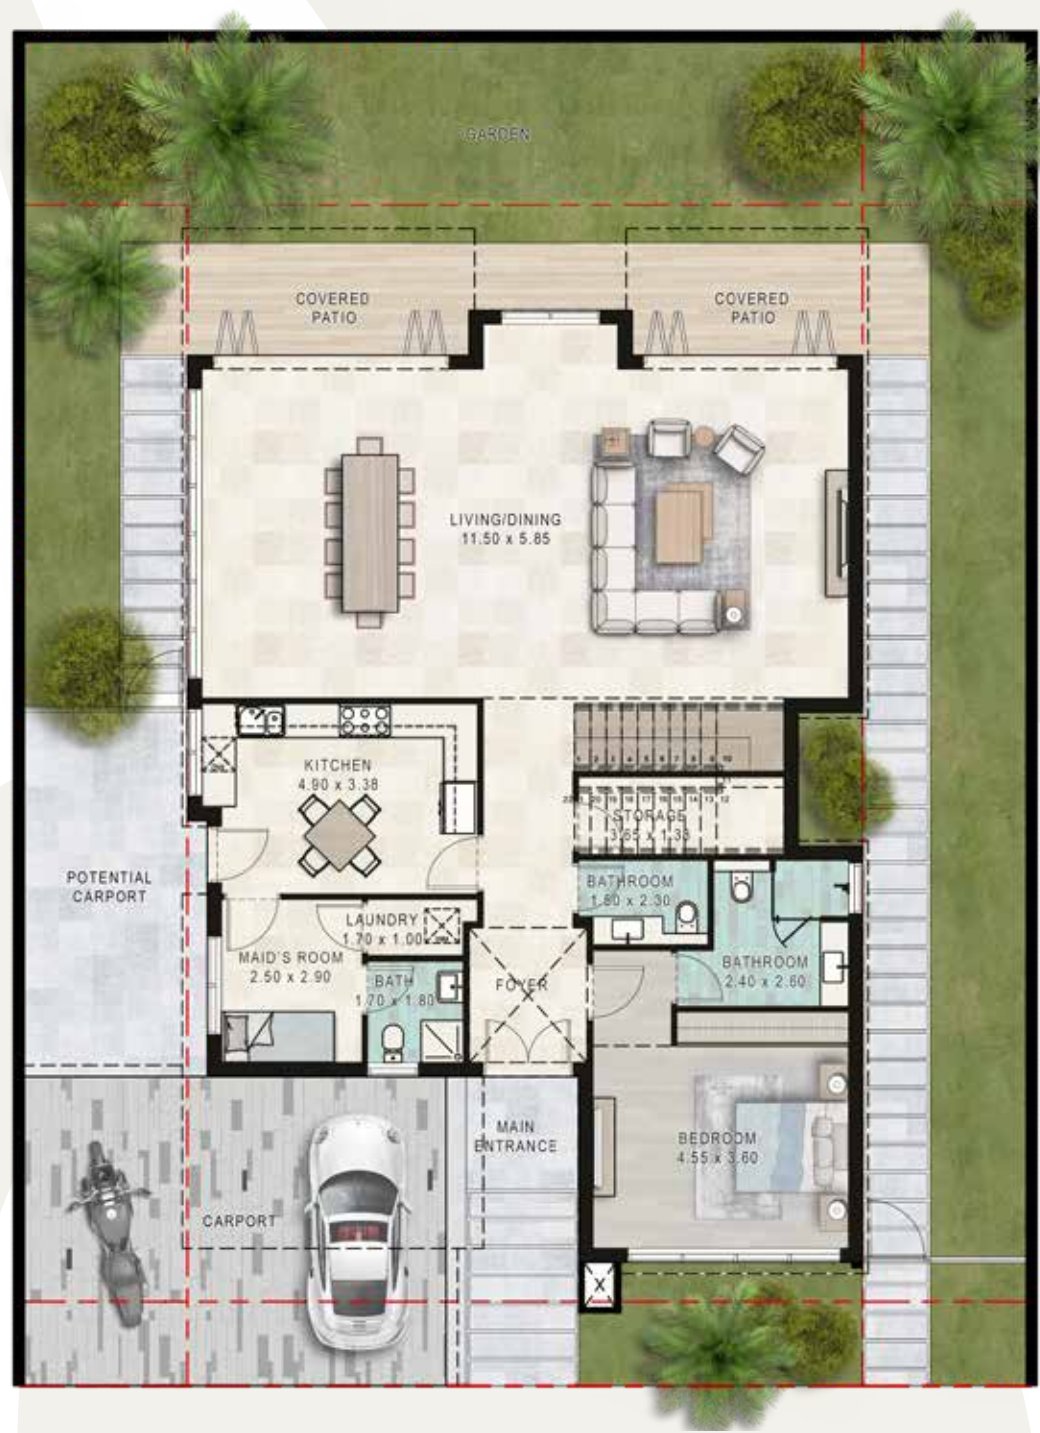 GARDEN
COVERED
PATIO
COVERED
PATIO
LIVING/DINING
11.50 x 5.85
KITCHEN
4.90 x 3.38
STORAGE
3.65 x 1.38
POTENTIAL
CARPORT
BATHROOM
1.80 x 2.30
LAUNDRY
1.70 x 1.00
MAID'S ROOM
2.50 x 2.90
BATHROOM
2.40 x 2.60
BATH
1.70 x 1.80
FOYER
MAIN
ENTRANCE
BEDROOM
4.55 x 3.60
CARPORT
X